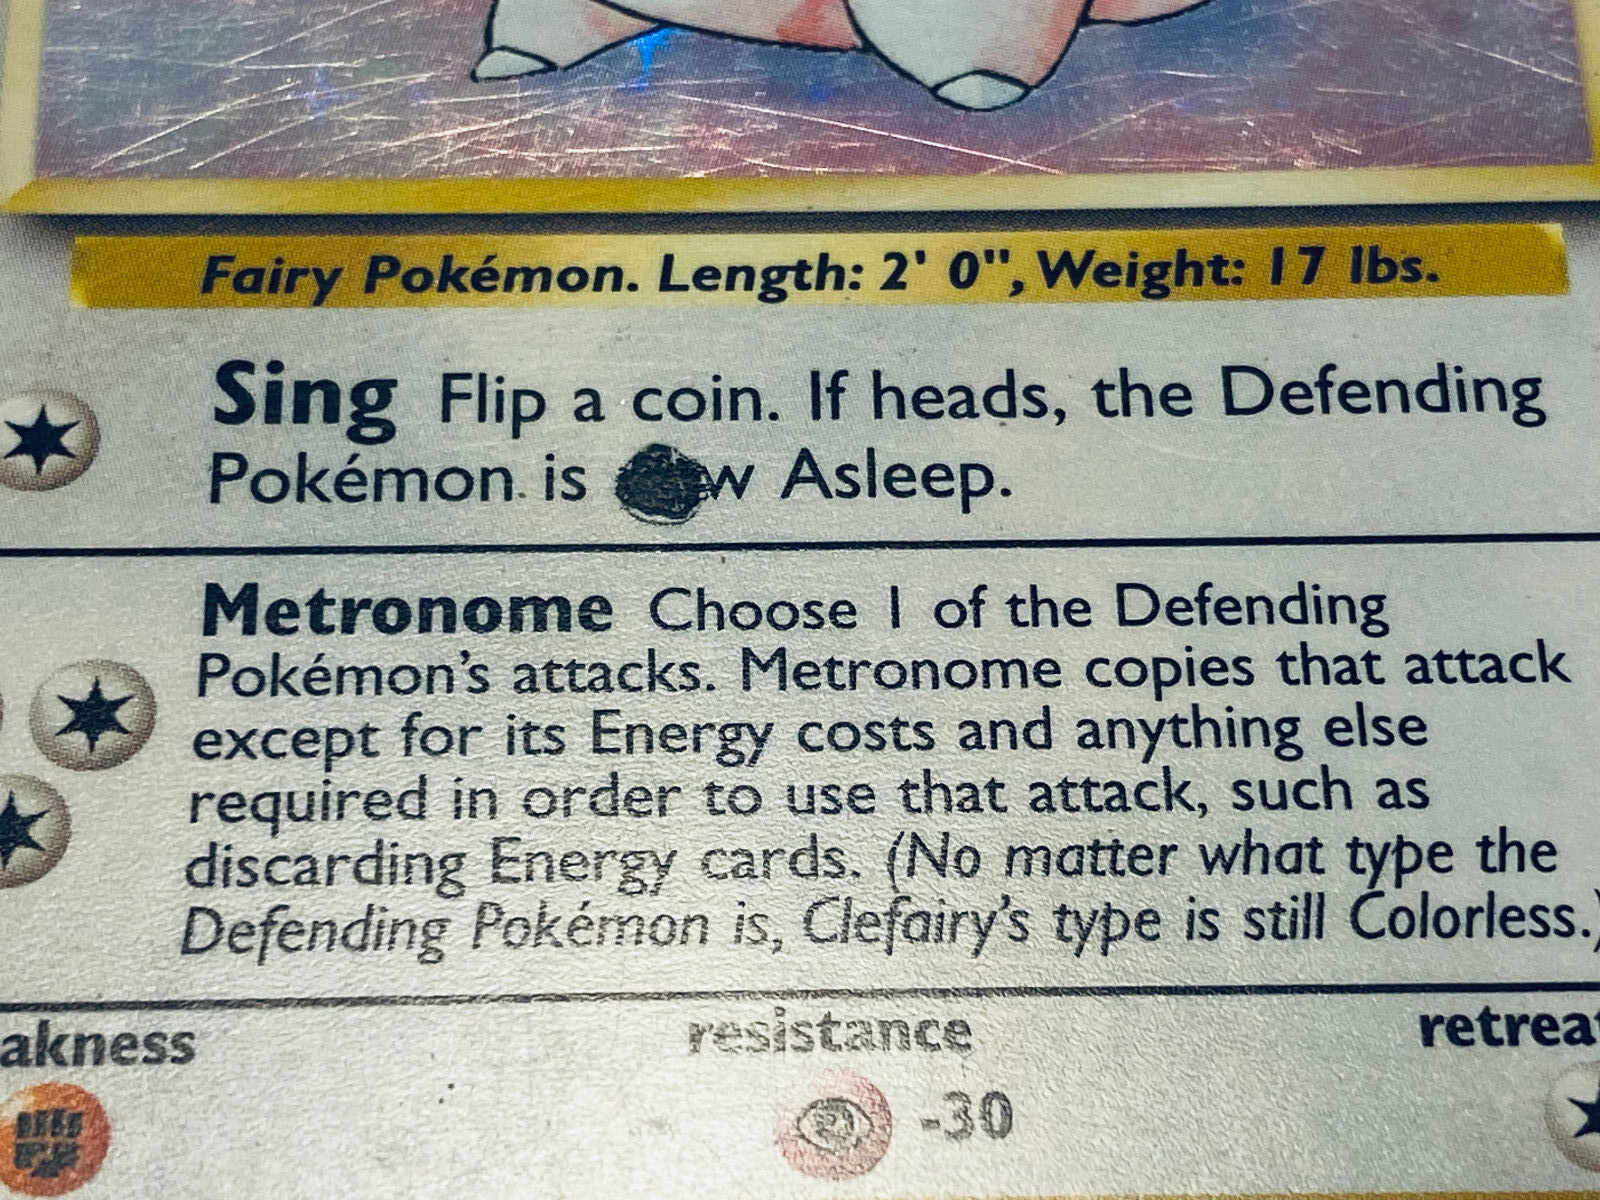 Fairy Pokémon. Length: 2' 0", Weight: 17 lbs.
Sing Flip a coin. If heads, the Defending
Pokémon is Asleep.
Metronome Choose 1 of the Defending
Pokémon's attacks. Metronome copies that attack
except for its Energy costs and anything else
required in order to use that attack, such as
discarding Energy cards. (No matter what type the
Defending Pokémon is, Clefairy's type is still Colorless.)
akness resistance retrea
-30